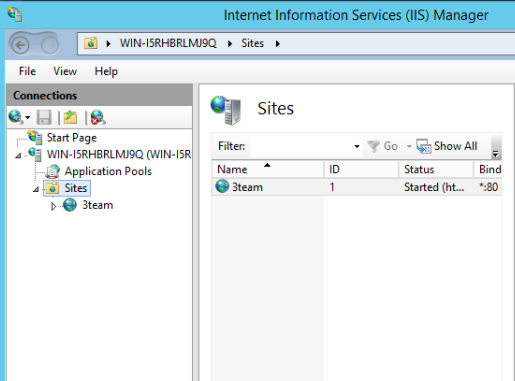 Internet Information Services (IIS) Manager
WIN-I5RHBRLMJ9Q Sites
File View Help
Connections
Start Page
WIN-I5RHBRLMJ9Q (WIN-I5R
Application Pools
Sites
3team
Sites
Filter: Go Show All
Name ID Status Bind
3team 1 Started (ht... *:80